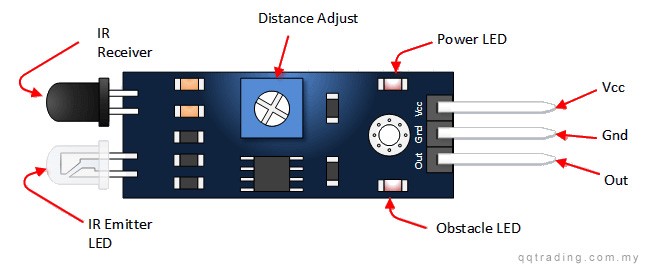 Distance Adjust
IR
Receiver
Power LED
Vcc
Vcc
Gnd
Gnd
Out
Out
IR Emitter
LED
Obstacle LED
qqtrading.com.my